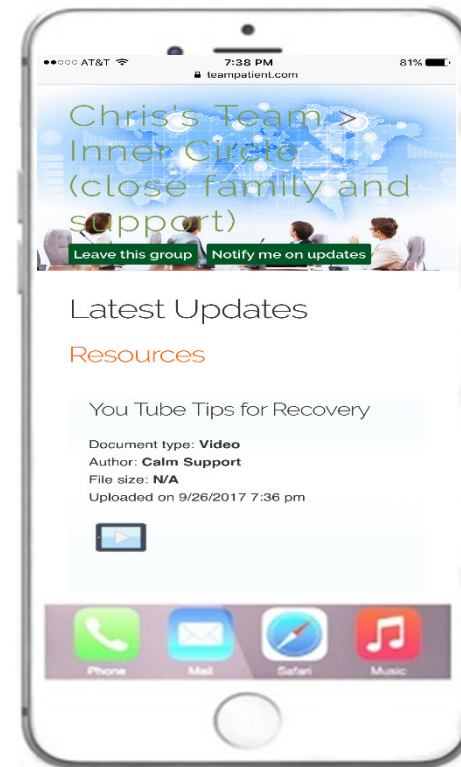 AT&T 7:38 PM 81%
teampatient.com
Chris's Team >
Inner Circle
(close family and
support)
Leave this group Notify me on updates
Latest Updates
Resources
You Tube Tips for Recovery
Document type: Video
Author: Calm Support
File size: N/A
Uploaded on 9/26/2017 7:36 pm
Phone Mail Safari Music